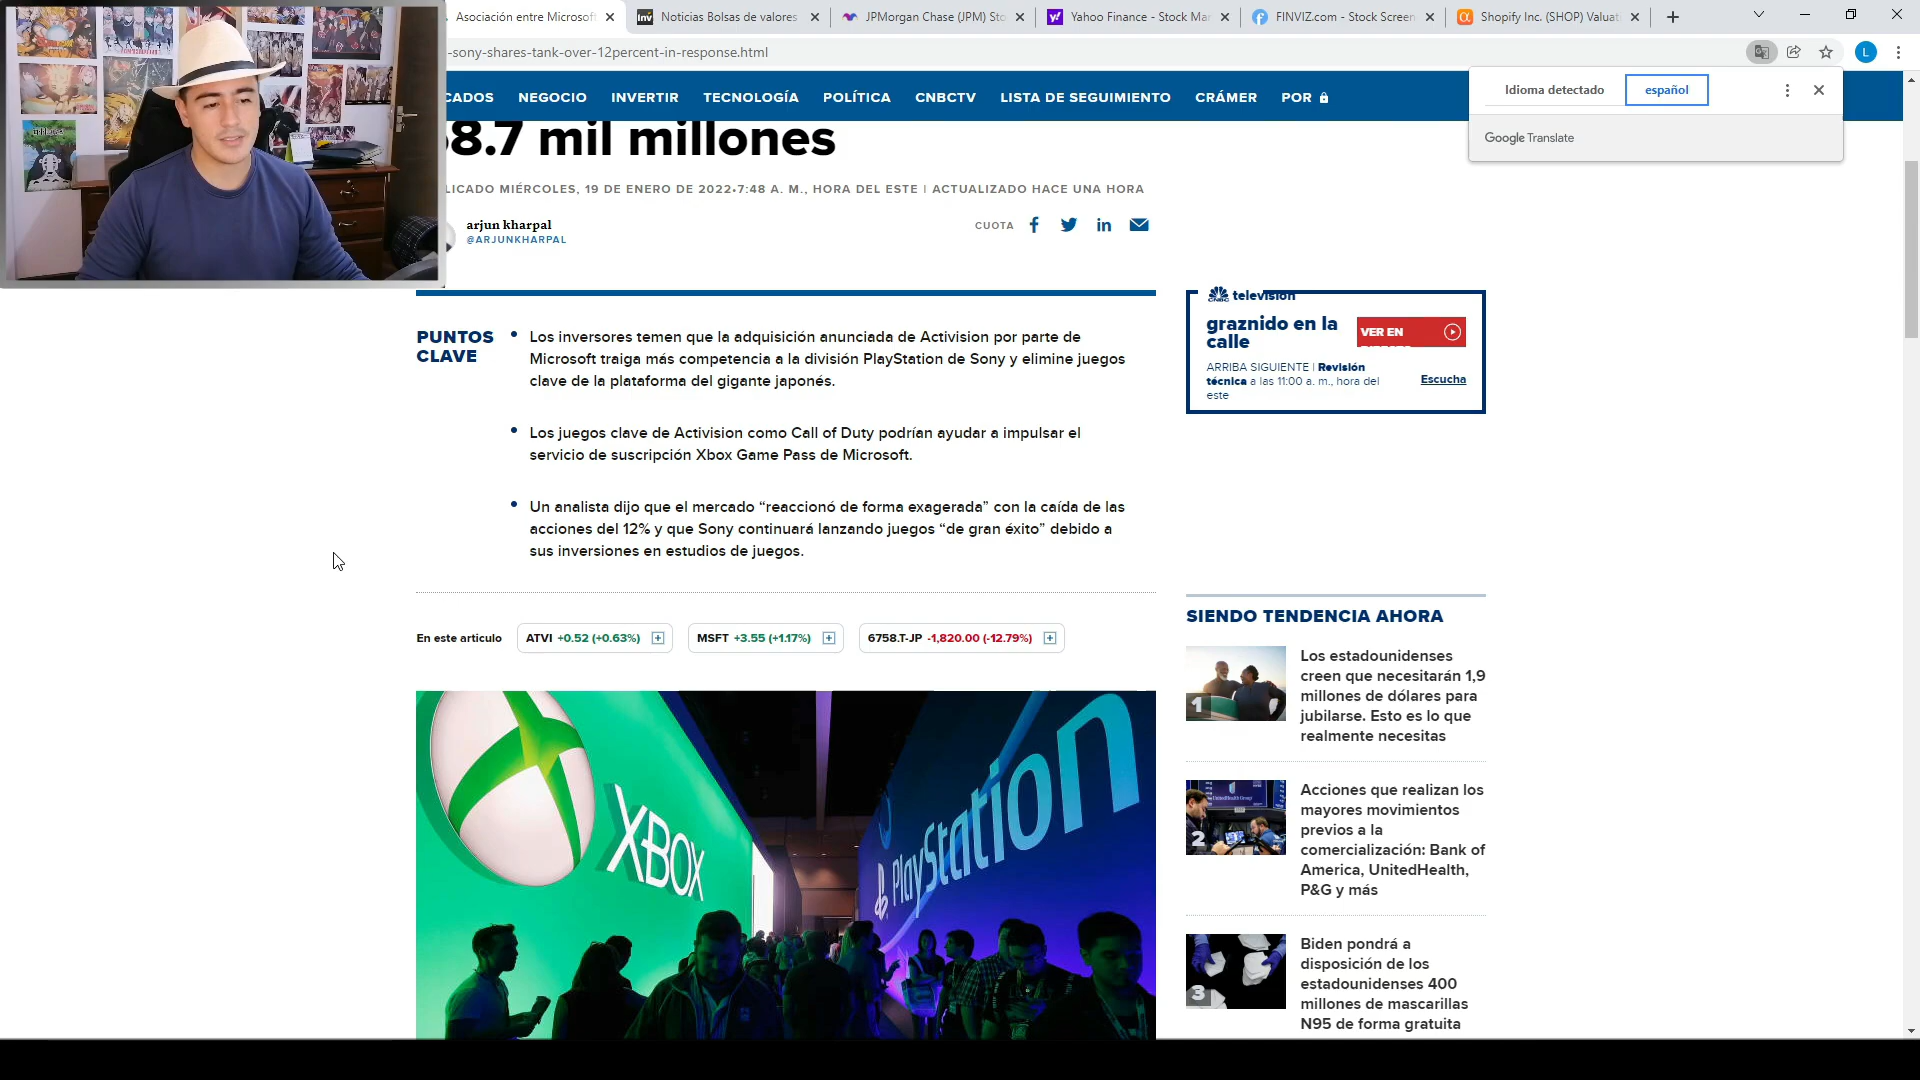 Asociación entre Microsoft
Noticias Bolsas de valores
JPMorgan Chase (JPM) Sto
Yahoo Finance - Stock Mar
FINVIZ.com - Stock Screen
Shopify Inc. (SHOP) Valuat
-sony-shares-tank-over-12percent-in-response.html
L
CADOS NEGOCIO INVERTIR TECNOLOGÍA POLÍTICA CNBCTV LISTA DE SEGUIMIENTO CRÁMER POR
Idioma detectado
español
Google Translate
8.7 mil millones
LICADO MIÉRCOLES, 19 DE ENERO DE 2022•7:48 A. M., HORA DEL ESTE | ACTUALIZADO HACE UNA HORA
arjun kharpal
@ARJUNKHARPAL
CUOTA
PUNTOS
CLAVE
Los inversores temen que la adquisición anunciada de Activision por parte de
Microsoft traiga más competencia a la división PlayStation de Sony y elimine juegos
clave de la plataforma del gigante japonés.
Los juegos clave de Activision como Call of Duty podrían ayudar a impulsar el
servicio de suscripción Xbox Game Pass de Microsoft.
Un analista dijo que el mercado “reaccionó de forma exagerada” con la caída de las
acciones del 12% y que Sony continuará lanzando juegos “de gran éxito” debido a
sus inversiones en estudios de juegos.
En este articulo
ATVI +0.52 (+0.63%)
MSFT +3.55 (+1.17%)
6758.T-JP -1,820.00 (-12.79%)
XBOX
PlayStation
CNBC televisión
graznido en la
calle
VER EN
ARRIBA SIGUIENTE | Revisión
técnica a las 11:00 a. m., hora del
este
Escucha
SIENDO TENDENCIA AHORA
1
Los estadounidenses
creen que necesitarán 1,9
millones de dólares para
jubilarse. Esto es lo que
realmente necesitas
2
Acciones que realizan los
mayores movimientos
previos a la
comercialización: Bank of
America, UnitedHealth,
P&G y más
3
Biden pondrá a
disposición de los
estadounidenses 400
millones de mascarillas
N95 de forma gratuita